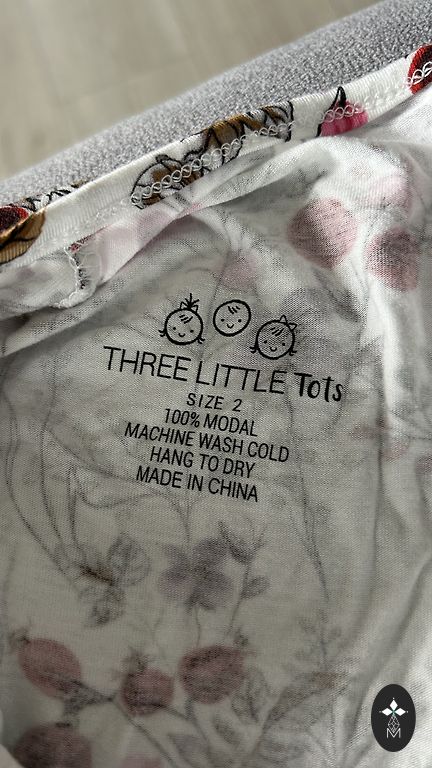 THREE LITTLE Tots
SIZE 2
100% MODAL
MACHINE WASH COLD
HANG TO DRY
MADE IN CHINA
M